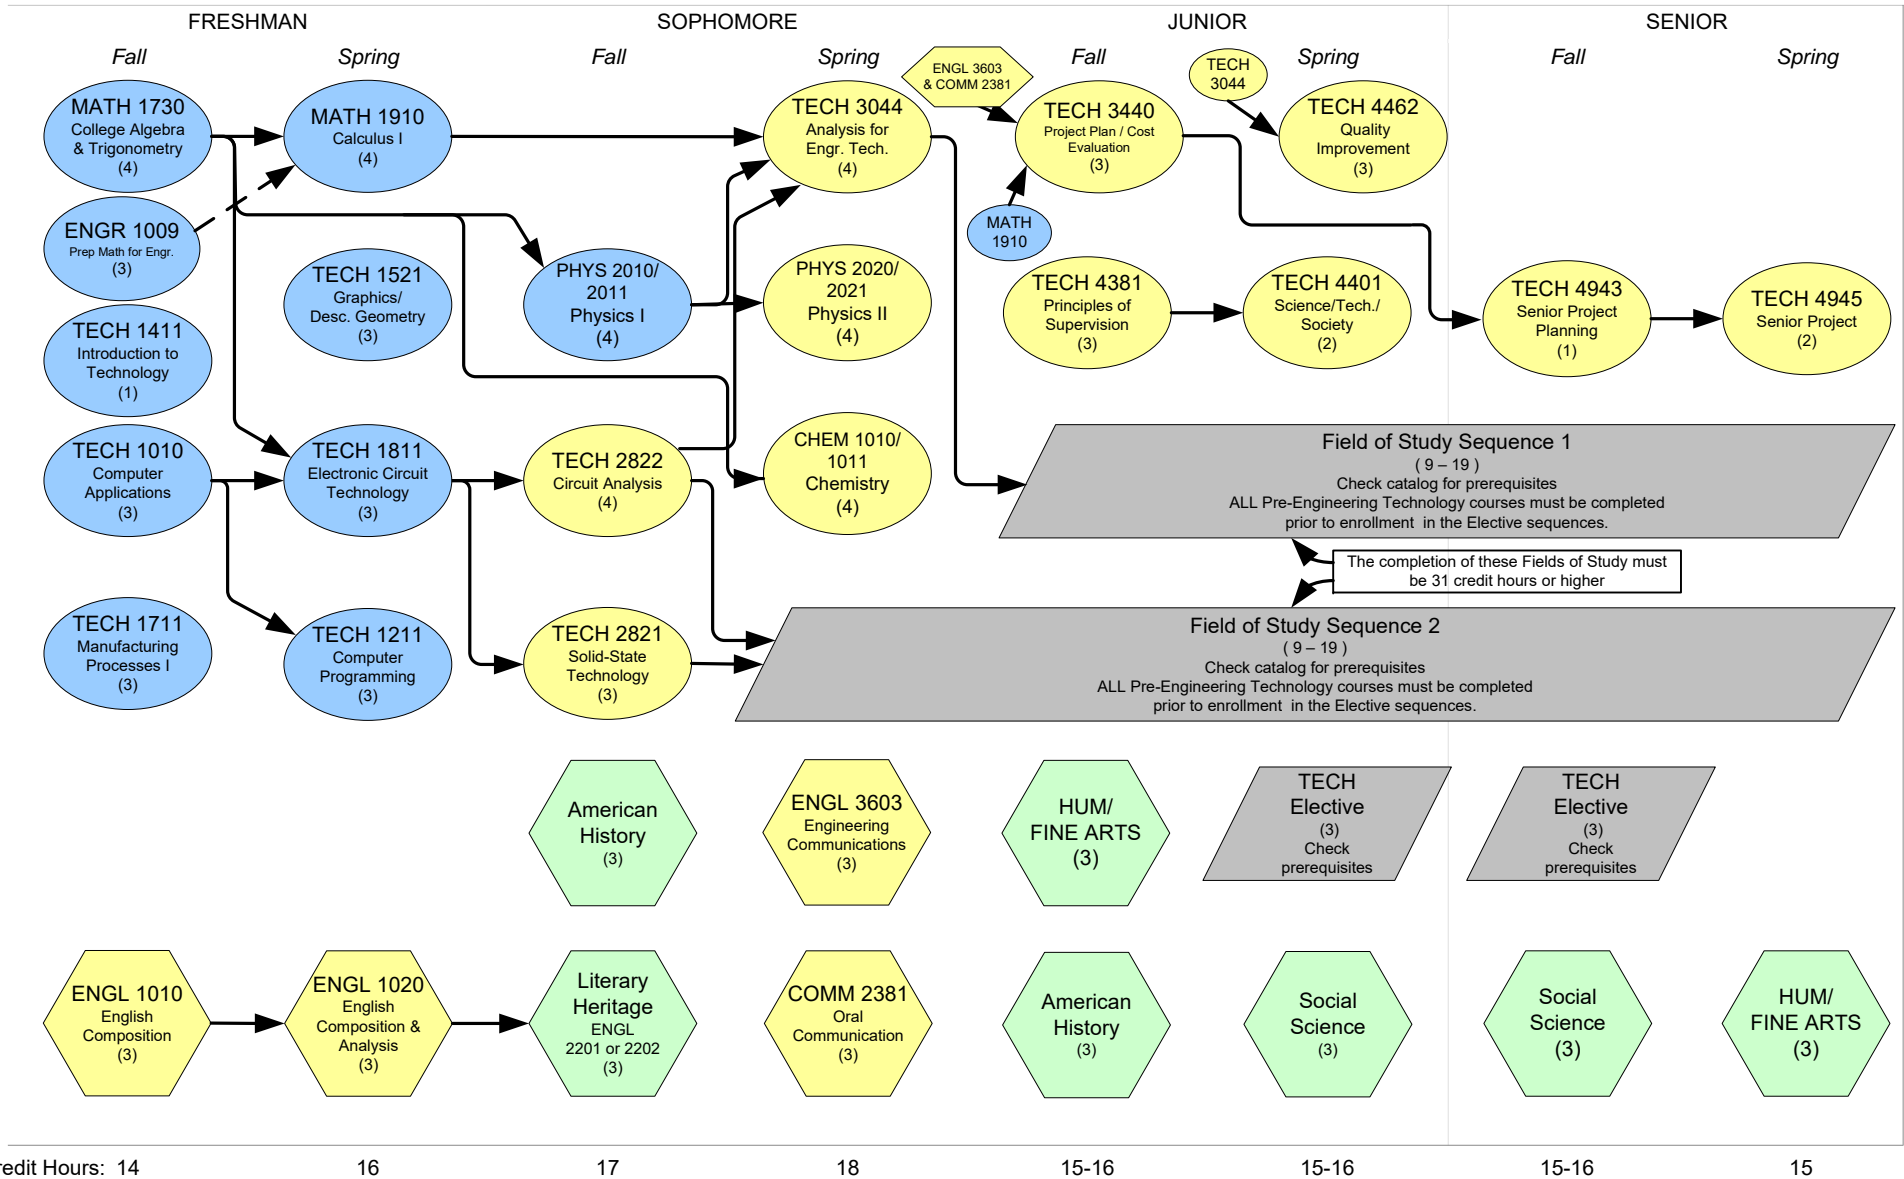 FRESHMAN
SOPHOMORE
JUNIOR
SENIOR
Fall
Spring
Fall
Spring
Fall
Spring
Fall
Spring
MATH 1730
College Algebra
& Trigonometry
(4)
MATH 1910
Calculus I
(4)
TECH 3044
Analysis for
Engr. Tech.
(4)
ENGL 3603
& COMM 2381
TECH 3440
Project Plan / Cost
Evaluation
(3)
TECH
3044
TECH 4462
Quality
Improvement
(3)
MATH
1910
ENGR 1009
Prep Math for Engr.
(3)
TECH 1521
Graphics/
Desc. Geometry
(3)
PHYS 2010/
2011
Physics I
(4)
PHYS 2020/
2021
Physics II
(4)
TECH 4381
Principles of
Supervision
(3)
TECH 4401
Science/Tech./
Society
(2)
TECH 4943
Senior Project
Planning
(1)
TECH 4945
Senior Project
(2)
TECH 1411
Introduction to
Technology
(1)
TECH 1010
Computer
Applications
(3)
TECH 1811
Electronic Circuit
Technology
(3)
TECH 2822
Circuit Analysis
(4)
CHEM 1010/
1011
Chemistry
(4)
Field of Study Sequence 1
( 9 – 19 )
Check catalog for prerequisites
ALL Pre-Engineering Technology courses must be completed
prior to enrollment in the Elective sequences.
The completion of these Fields of Study must
be 31 credit hours or higher
TECH 1711
Manufacturing
Processes I
(3)
TECH 1211
Computer
Programming
(3)
TECH 2821
Solid-State
Technology
(3)
Field of Study Sequence 2
( 9 – 19 )
Check catalog for prerequisites
ALL Pre-Engineering Technology courses must be completed
prior to enrollment in the Elective sequences.
American
History
(3)
ENGL 3603
Engineering
Communications
(3)
HUM/
FINE ARTS
(3)
TECH
Elective
(3)
Check
prerequisites
TECH
Elective
(3)
Check
prerequisites
ENGL 1010
English
Composition
(3)
ENGL 1020
English
Composition &
Analysis
(3)
Literary
Heritage
ENGL
2201 or 2202
(3)
COMM 2381
Oral
Communication
(3)
American
History
(3)
Social
Science
(3)
Social
Science
(3)
HUM/
FINE ARTS
(3)
redit Hours: 14
16
17
18
15-16
15-16
15-16
15